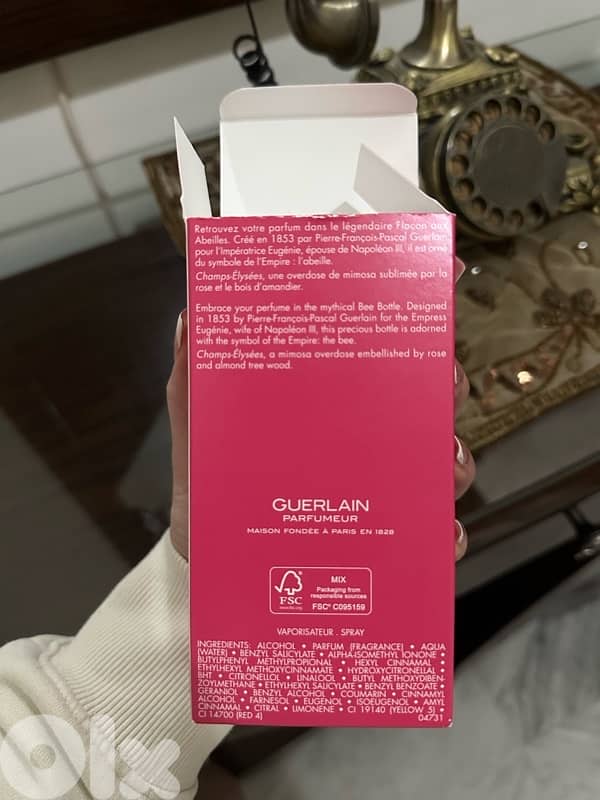 Retrouvez votre parfum dans le légendaire Flacon aux
Abeilles. Créé en 1853 par Pierre-François-Pascal Guerlain
pour l'Impératrice Eugénie, épouse de Napoléon III, il est orné
du symbole de l'Empire : l'abeille.
Champs-Elysées, une overdose de mimosa sublimée par la
rose et le bois d'amandier.
Embrace your perfume in the mythical Bee Bottle. Designed
in 1853 by Pierre-François-Pascal Guerlain for the Empress
Eugénie, wife of Napoléon III, this precious bottle is adorned
with the symbol of the Empire: the bee.
Champs-Elysées, a mimosa overdose embellished by rose
and almond tree wood.
GUERLAIN
PARFUMEUR
MAISON FONDÉE À PARIS EN 1828
FSC
www.fsc.org
MIX
Packaging from
responsible sources
FSC® C095159
VAPORISATEUR . SPRAY
INGREDIENTS: ALCOHOL • PARFUM (FRAGRANCE) • AQUA
(WATER) • BENZYL SALICYLATE • ALPHA-ISOMETHYL IONONE •
BUTYLPHENYL METHYLPROPIONAL • HEXYL CINNAMAL •
ETHYLHEXYL METHOXYCINNAMATE • HYDROXYCITRONELLAL •
BHT • CITRONELLOL • LINALOOL • BUTYL METHOXYDIBEN-
ZOYLMETHANE • ETHYLHEXYL SALICYLATE • BENZYL BENZOATE •
GERANIOL • BENZYL ALCOHOL • COUMARIN • CINNAMYL
ALCOHOL • FARNESOL • EUGENOL • ISOEUGENOL • AMYL
CINNAMAL • CITRAL • LIMONENE • CI 19140 (YELLOW 5) •
CI 14700 (RED 4) 04731
olx